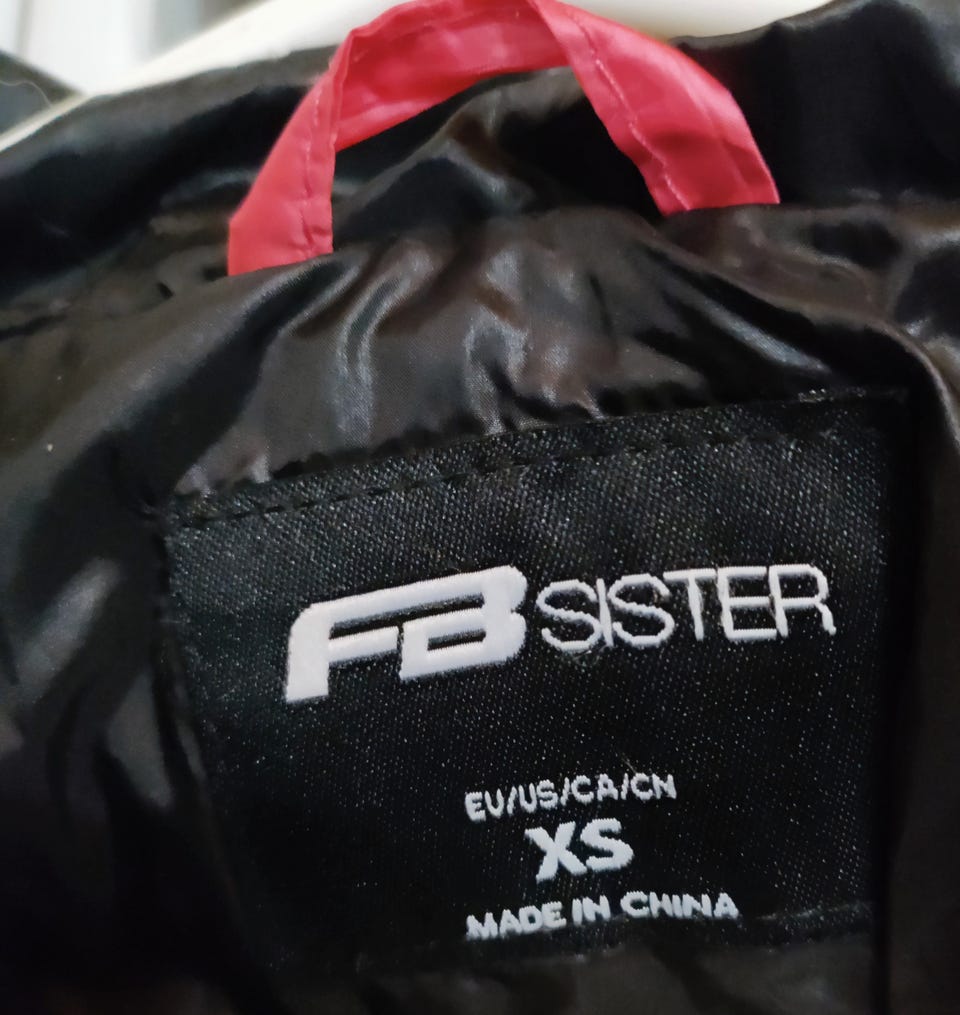 FB SISTER
EU/US/CA/CN
XS
MADE IN CHINA